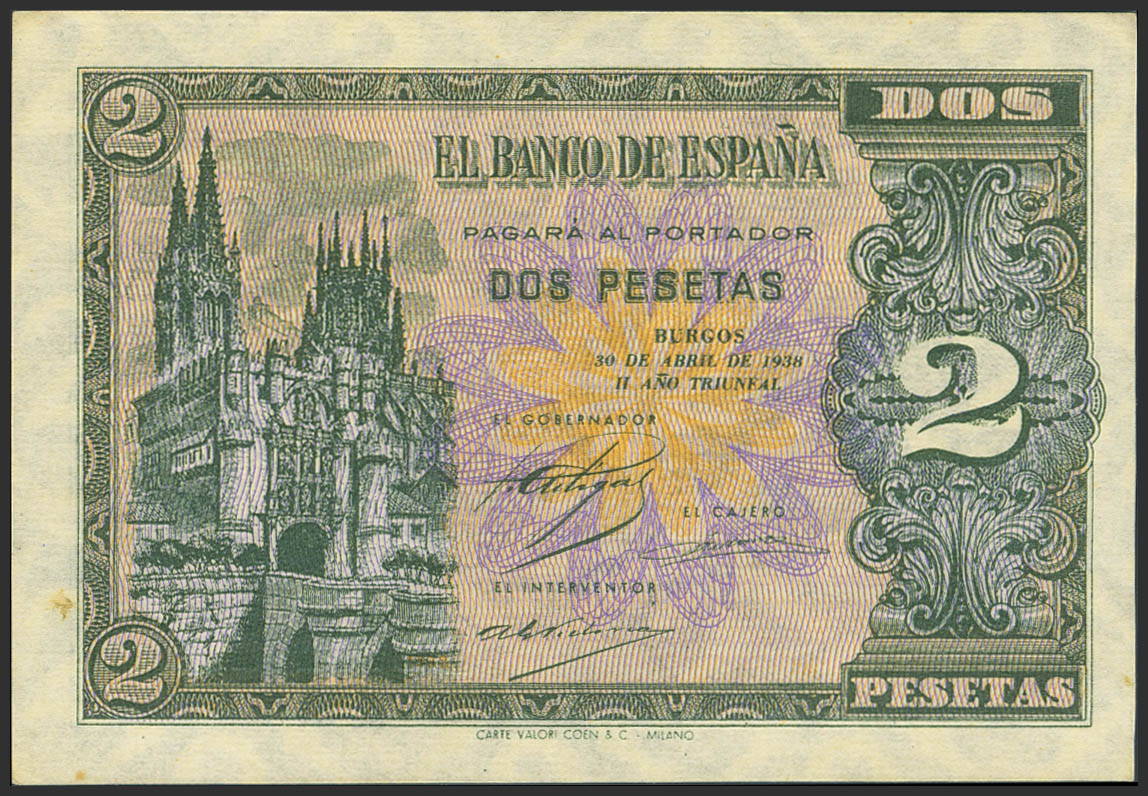 2
DOS
EL BANCO DE ESPAÑA
PAGARÁ AL PORTADOR
DOS PESETAS
BURGOS
30 DE ABRIL DE 1938
II AÑO TRIUNFAL
2
EL GOBERNADOR
EL CAJERO
EL INTERVENTOR
2
PESETAS
CARTE VALORI COEN & C. - MILANO